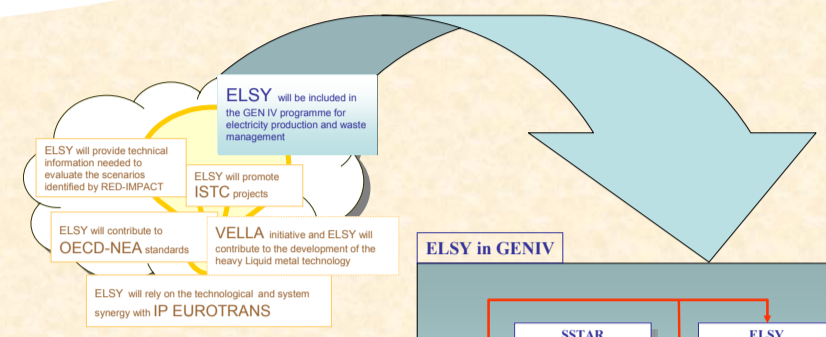 ELSY will be included in
the GEN IV programme for
electricity production and waste
management
ELSY will provide technical
information needed to
evaluate the scenarios
identified by RED-IMPACT
ELSY will promote
ISTC projects
ELSY will contribute to
OECD-NEA standards
VELLA initiative and ELSY will
contribute to the development of the
heavy Liquid metal technology
ELSY will rely on the technological and system
synergy with IP EUROTRANS
ELSY in GENIV
SSTAR
ELSY